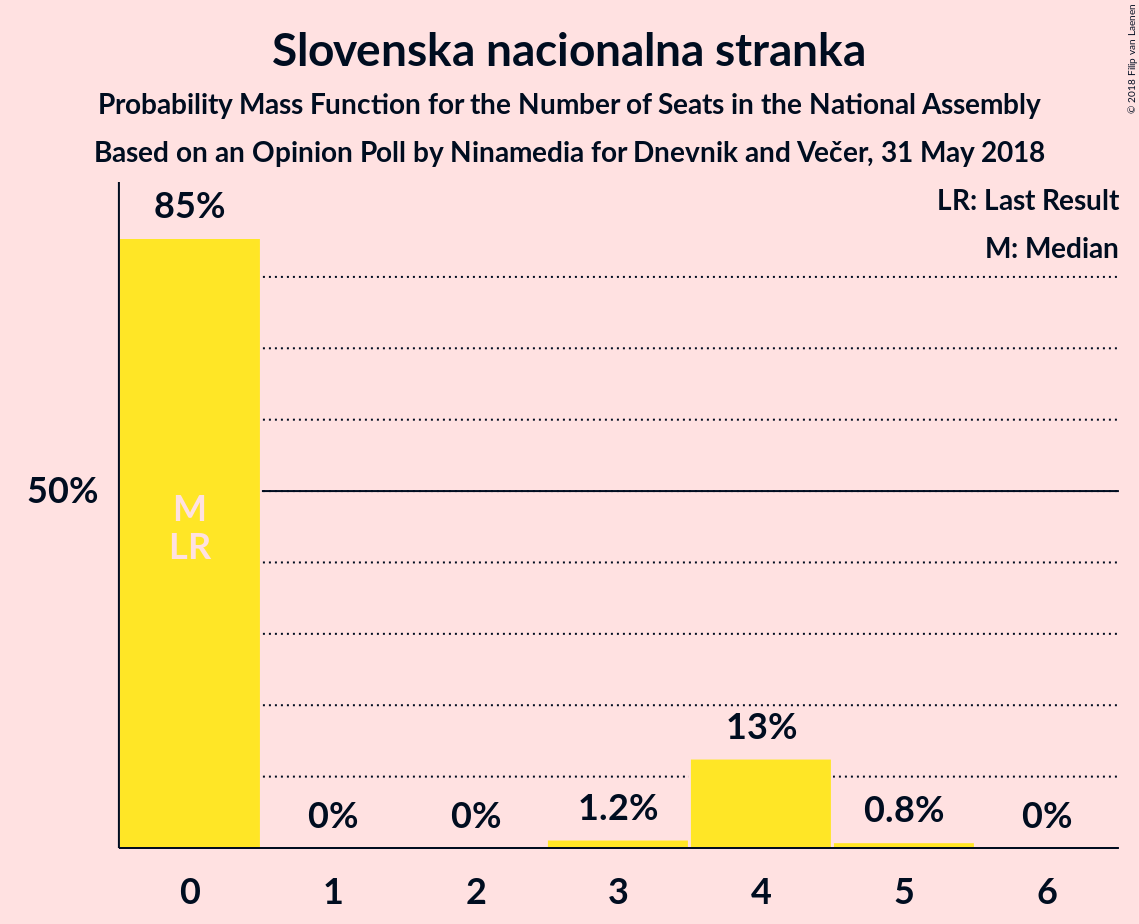 Slovenska nacionalna stranka
Probability Mass Function for the Number of Seats in the National Assembly
Based on an Opinion Poll by Ninamedia for Dnevnik and Večer, 31 May 2018
© 2018 Filip van Laenen
LR: Last Result
M: Median
85%
50%
M
LR
0%
0%
1.2%
13%
0.8%
0%
0 1 2 3 4 5 6